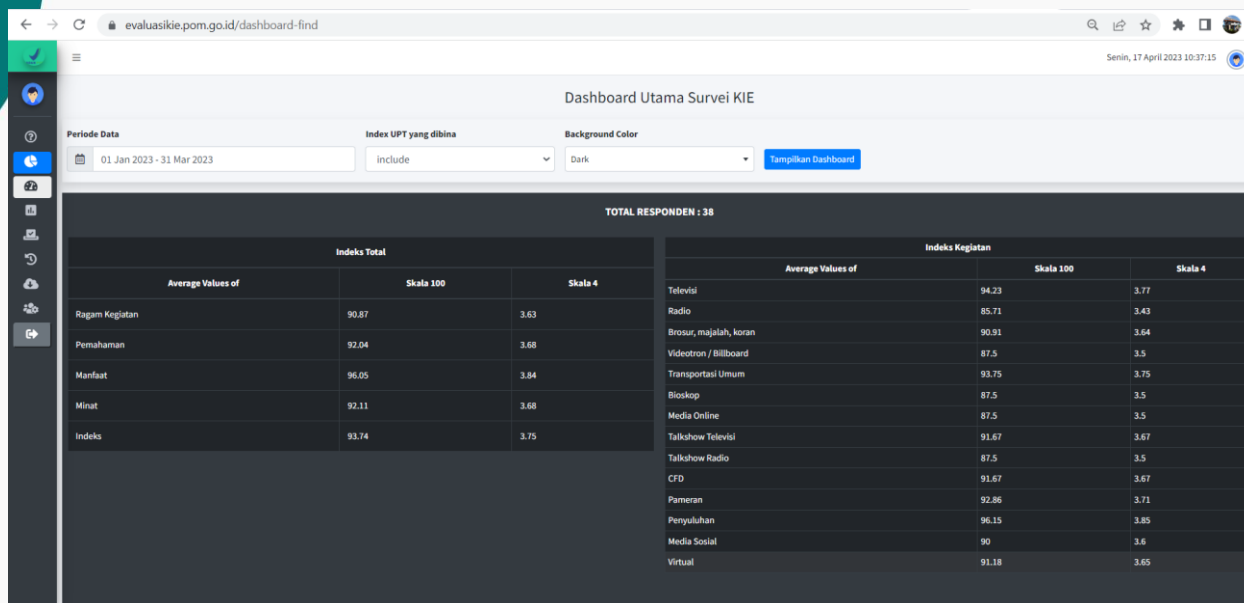 evaluasikie.pom.go.id/dashboard-find
Senin, 17 April 2023 10:37:15
Dashboard Utama Survei KIE
Periode Data Index UPT yang dibina Background Color
01 Jan 2023 - 31 Mar 2023 include Dark Tampilkan Dashboard
TOTAL RESPONDEN : 38
Indeks Total
Average Values of Skala 100 Skala 4
Ragam Kegiatan 90.87 3.63
Pemahaman 92.04 3.68
Manfaat 96.05 3.84
Minat 92.11 3.68
Indeks 93.74 3.75
Indeks Kegiatan
Average Values of Skala 100 Skala 4
Televisi 94.23 3.77
Radio 85.71 3.43
Brosur, majalah, koran 90.91 3.64
Videotron / Billboard 87.5 3.5
Transportasi Umum 93.75 3.75
Bioskop 87.5 3.5
Media Online 87.5 3.5
Talkshow Televisi 91.67 3.67
Talkshow Radio 87.5 3.5
CFD 91.67 3.67
Pameran 92.86 3.71
Penyuluhan 96.15 3.85
Media Sosial 90 3.6
Virtual 91.18 3.65